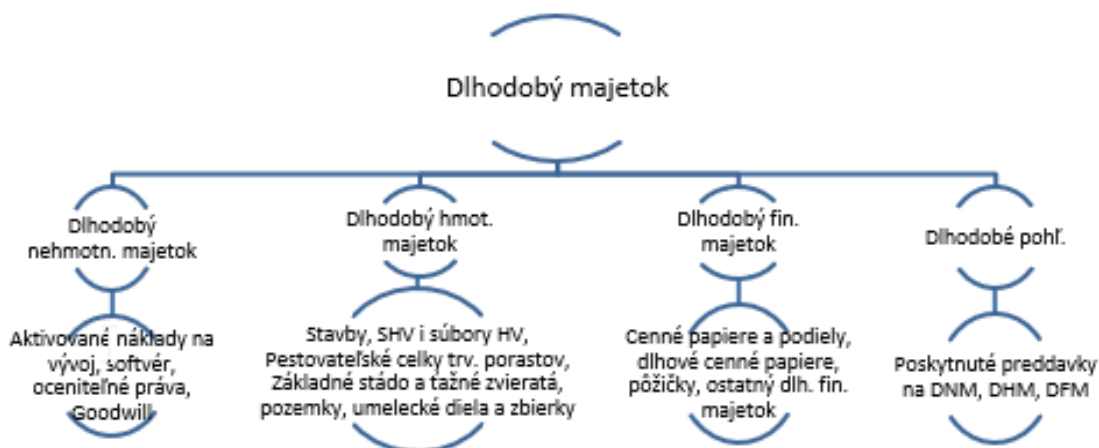 Dlhodobý majetok
Dlhodobý
nehmotn. majetok
Dlhodobý hmot.
majetok
Dlhodobý fin.
majetok
Dlhodobé pohľ.
Aktivované náklady na
vývoj, softvér,
oceniteľné práva,
Goodwill
Stavby, SHV i súbory HV,
Pestovateľské celky trv. porastov,
Základné stádo a tažné zvieratá,
pozemky, umelecké diela a zbierky
Cenné papiere a podiely,
dlhové cenné papiere,
pôžičky, ostatný dlh. fin.
majetok
Poskytnuté preddavky
na DNM, DHM, DFM